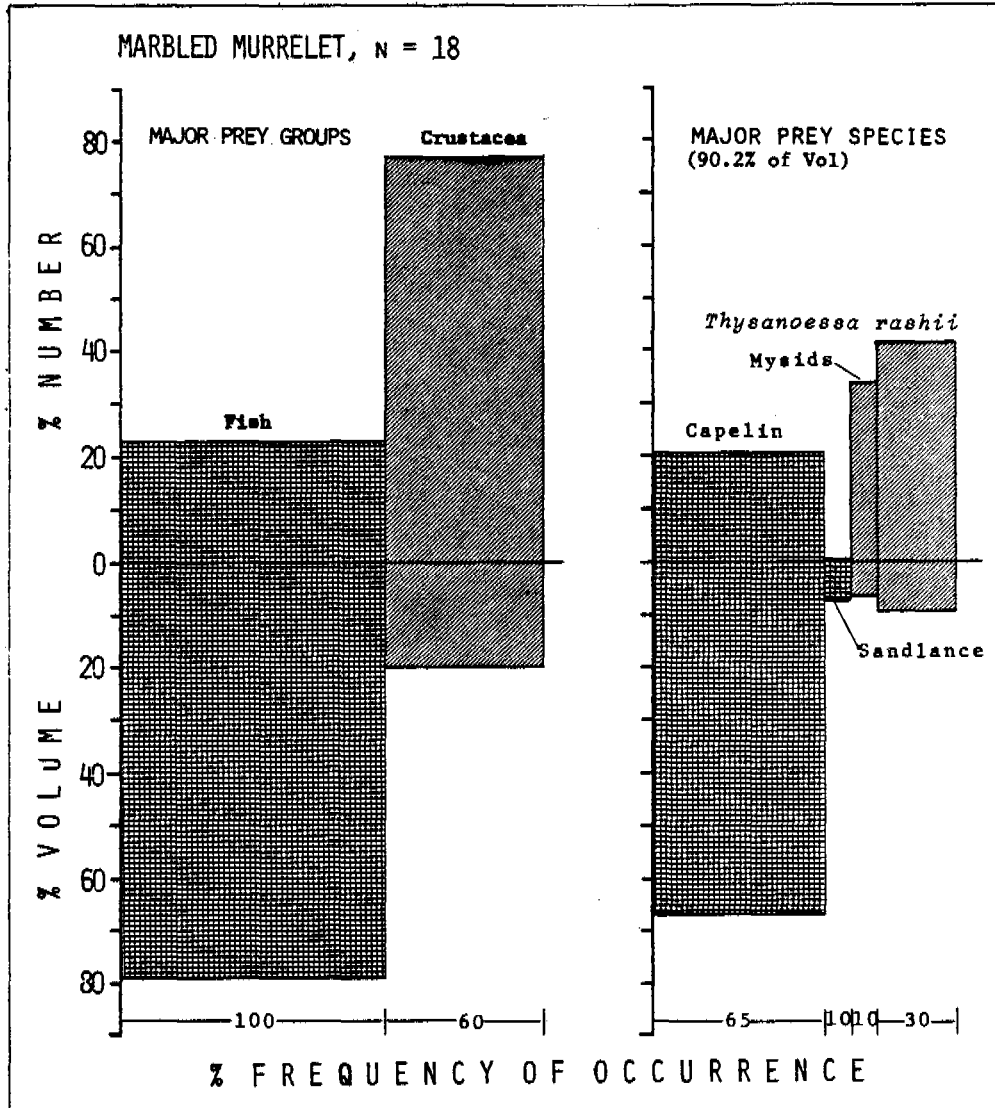 MARBLED MURRELET, N = 18
MAJOR PREY GROUPS
Crustacea
Fish
MAJOR PREY SPECIES
(90.2% of Vol)
Thysanoessa rashii
Mysids
Capelin
Sandlance
% NUMBER
80
60
40
20
0
20
40
60
80
% VOLUME
100
60
65
10
10
30
% FREQUENCY OF OCCURRENCE